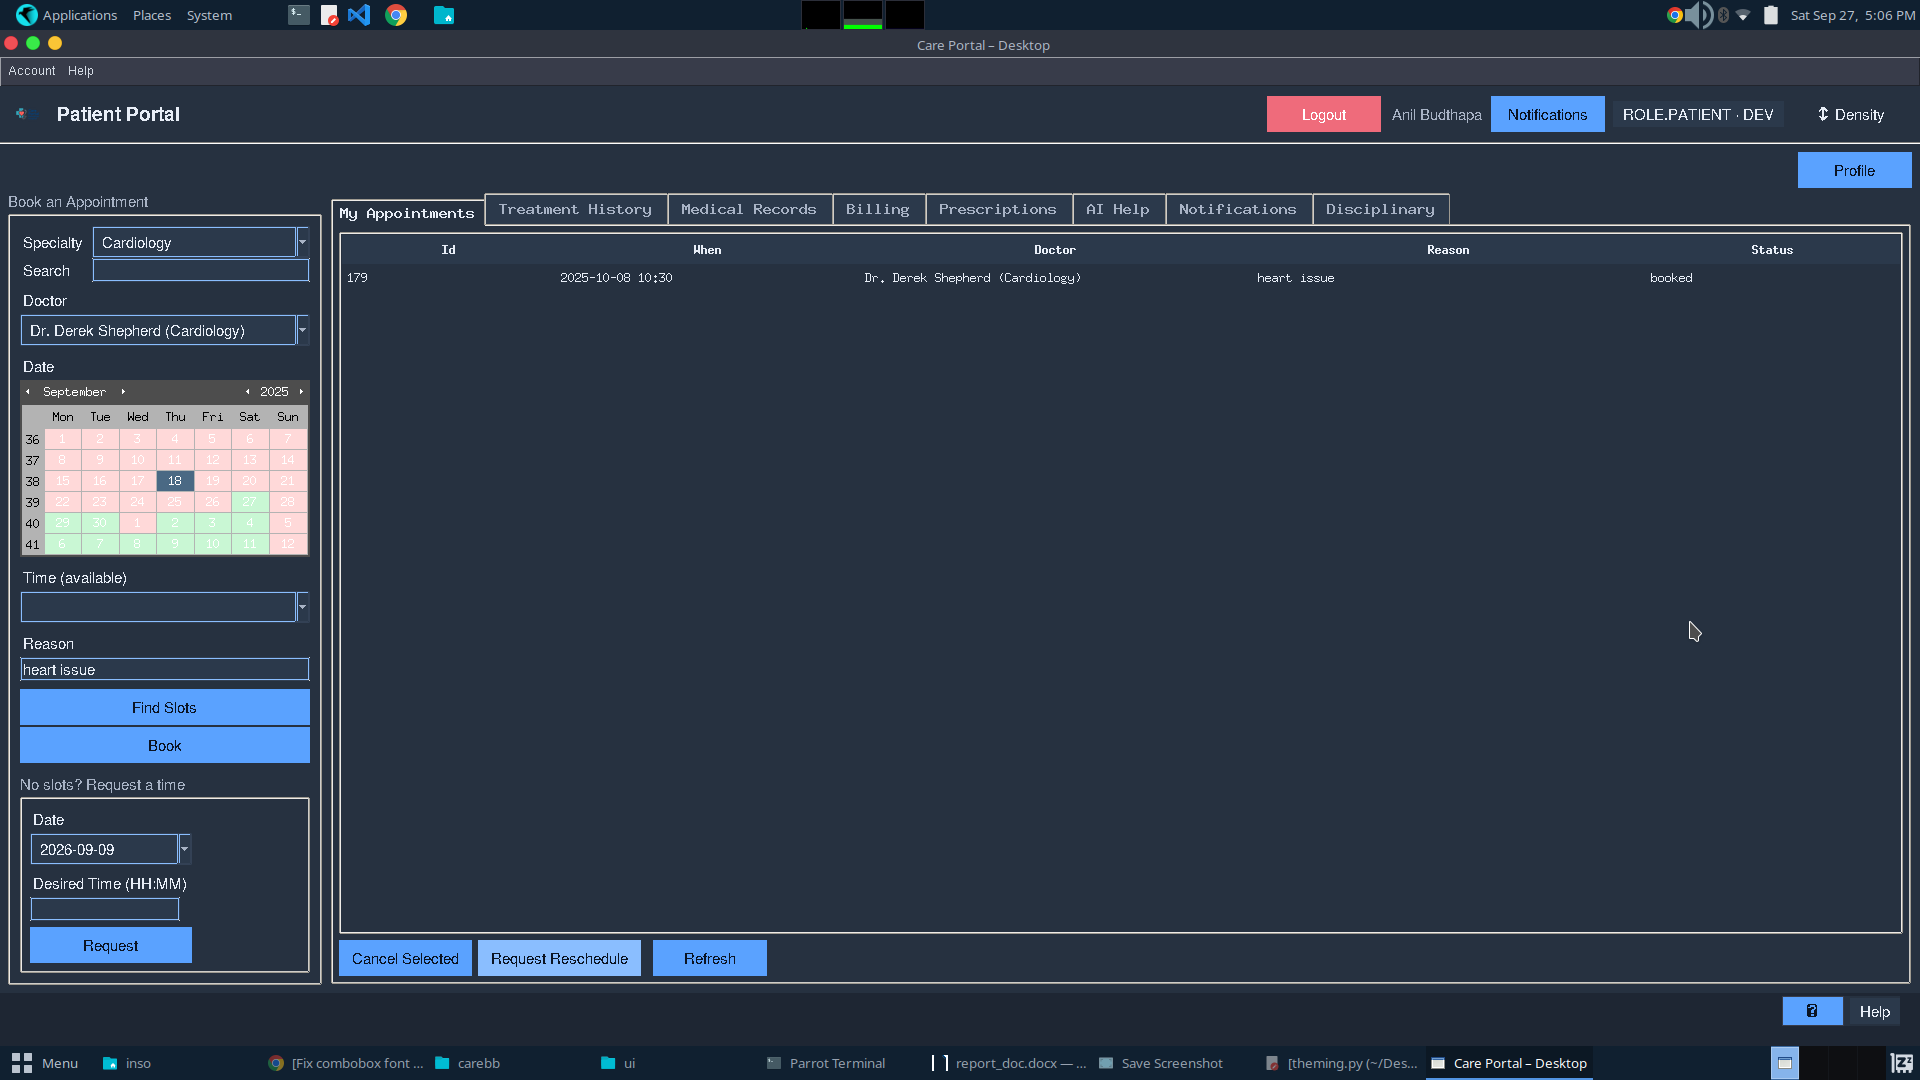 Applications Places System Sat Sep 27, 5:06 PM
Care Portal – Desktop
Account Help
Patient Portal Logout Anil Budthapa Notifications ROLE.PATIENT · DEV ↕ Density
Profile
Book an Appointment
Specialty Cardiology
Search
Doctor
Dr. Derek Shepherd (Cardiology)
Date
September 2025
Mon Tue Wed Thu Fri Sat Sun
36 1 2 3 4 5 6 7
37 8 9 10 11 12 13 14
38 15 16 17 18 19 20 21
39 22 23 24 25 26 27 28
40 29 30 1 2 3 4 5
41 6 7 8 9 10 11 12
Time (available)
Reason
heart issue
Find Slots
Book
No slots? Request a time
Date
2026-09-09
Desired Time (HH:MM)
Request
My Appointments Treatment History Medical Records Billing Prescriptions AI Help Notifications Disciplinary
Id When Doctor Reason Status
179 2025-10-08 10:30 Dr. Derek Shepherd (Cardiology) heart issue booked
Cancel Selected Request Reschedule Refresh
? Help
Menu inso [Fix combobox font ... carebb ui Parrot Terminal report_doc.docx — ... Save Screenshot [theming.py (~/Des... Care Portal – Desktop